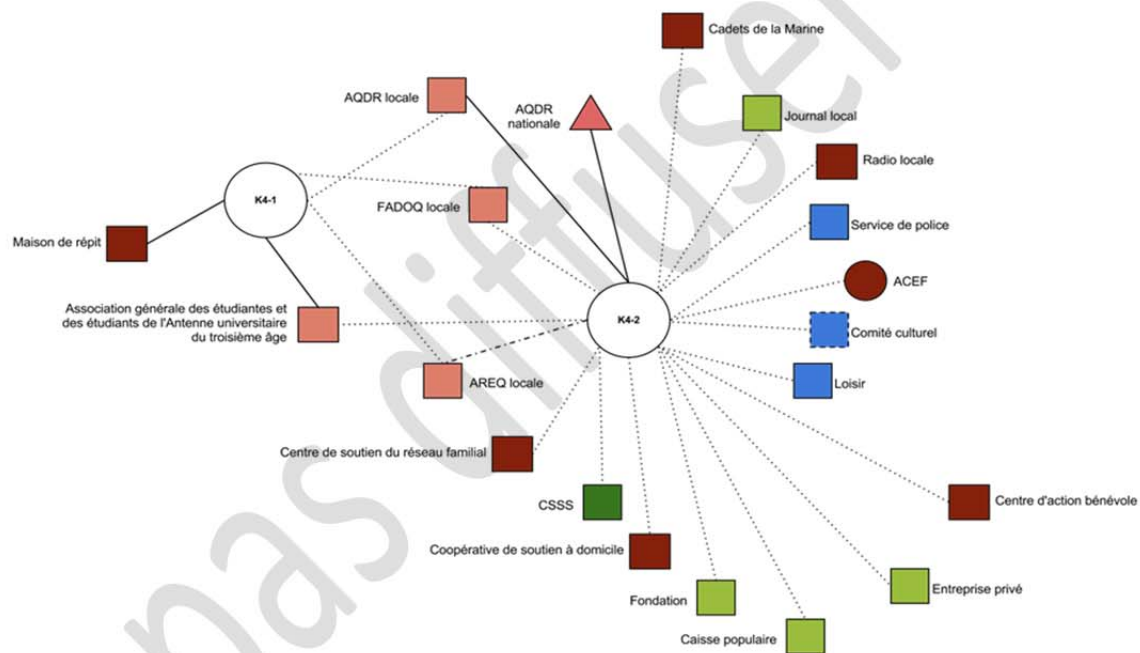 Cadets de la Marine
AQDR locale
AQDR
nationale
Journal local
Radio locale
K4-1
FADOQ locale
Service de police
Maison de répit
ACEF
Association générale des étudiantes et
des étudiants de l'Antenne universitaire
du troisième âge
K4-2
Comité culturel
AREQ locale
Loisir
Centre de soutien du réseau familial
CSSS
Centre d'action bénévole
Coopérative de soutien à domicile
Fondation
Entreprise privé
Caisse populaire
pas diffuser